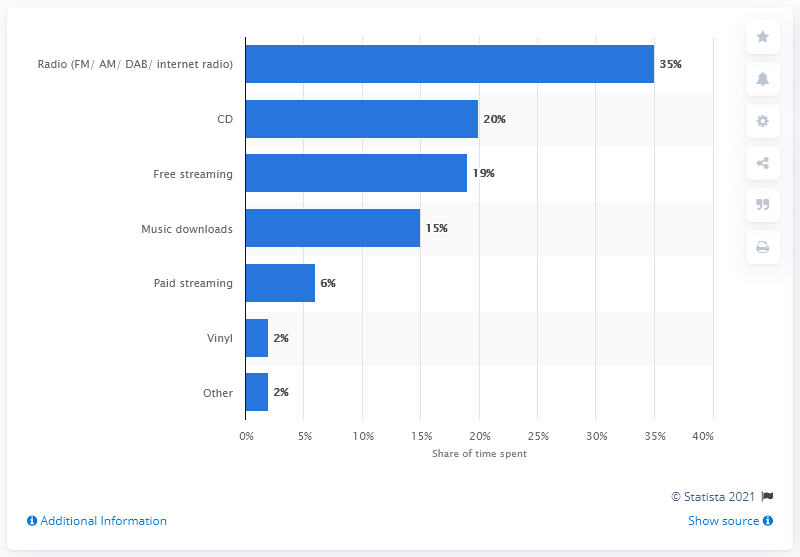 Radio (FM/ AM/ DAB/ internet radio) 35%
CD 20%
Free streaming 19%
Music downloads 15%
Paid streaming 6%
Vinyl 2%
Other 2%
0% 5% 10% 15% 20% 25% 30% 35% 40%
Share of time spent
© Statista 2021
Additional Information Show source